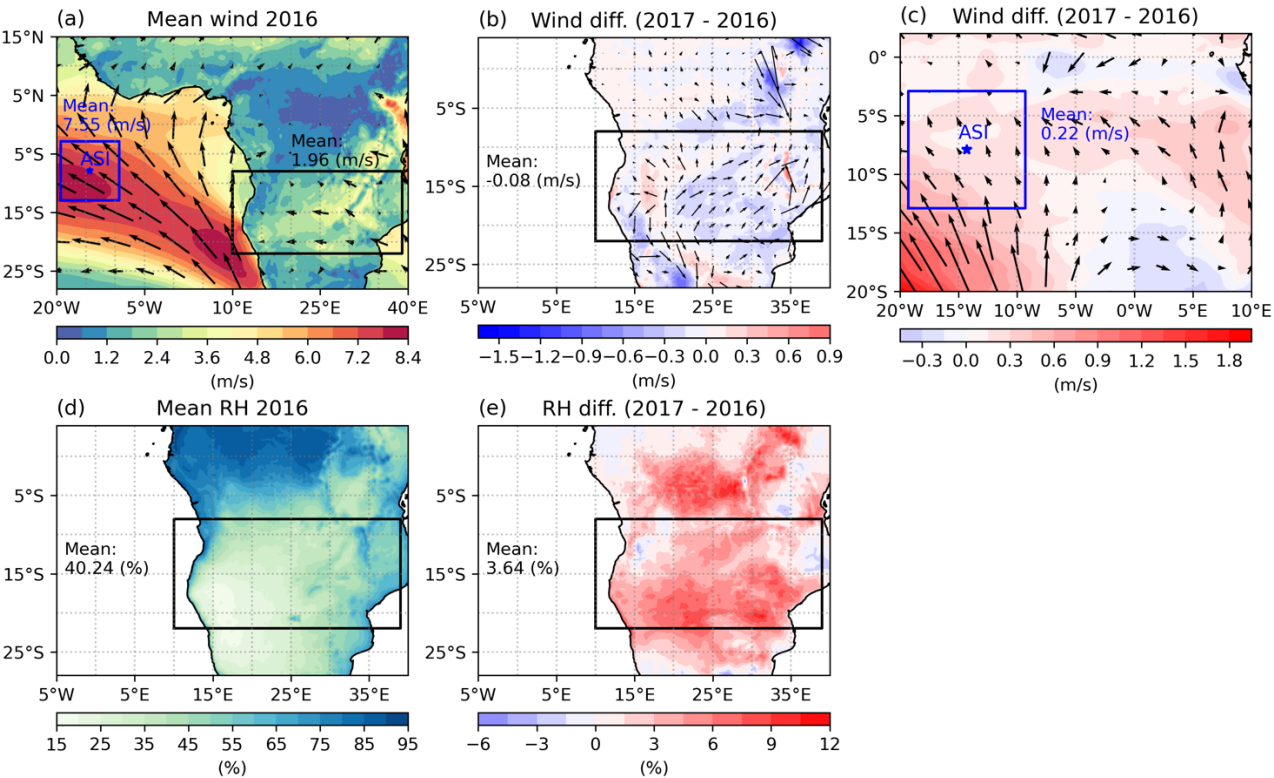 (a) Mean wind 2016
15°N
5°N
5°S
15°S
25°S
Mean:
7.55 (m/s)
ASI
Mean:
1.96 (m/s)
20°W 5°W 10°E 25°E 40°E
0.0 1.2 2.4 3.6 4.8 6.0 7.2 8.4
(m/s)
(b) Wind diff. (2017 - 2016)
5°S
15°S
25°S
Mean:
-0.08 (m/s)
5°W 5°E 15°E 25°E 35°E
−1.5 −1.2 −0.9 −0.6 −0.3 0.0 0.3 0.6 0.9
(m/s)
(c) Wind diff. (2017 - 2016)
0°
5°S
10°S
15°S
20°S
ASI
Mean:
0.22 (m/s)
20°W 15°W 10°W 5°W 0°W 5°E 10°E
−0.3 0.0 0.3 0.6 0.9 1.2 1.5 1.8
(m/s)
(d) Mean RH 2016
5°S
15°S
25°S
Mean:
40.24 (%)
5°W 5°E 15°E 25°E 35°E
15 25 35 45 55 65 75 85 95
(%)
(e) RH diff. (2017 - 2016)
5°S
15°S
25°S
Mean:
3.64 (%)
5°W 5°E 15°E 25°E 35°E
−6 −3 0 3 6 9 12
(%)